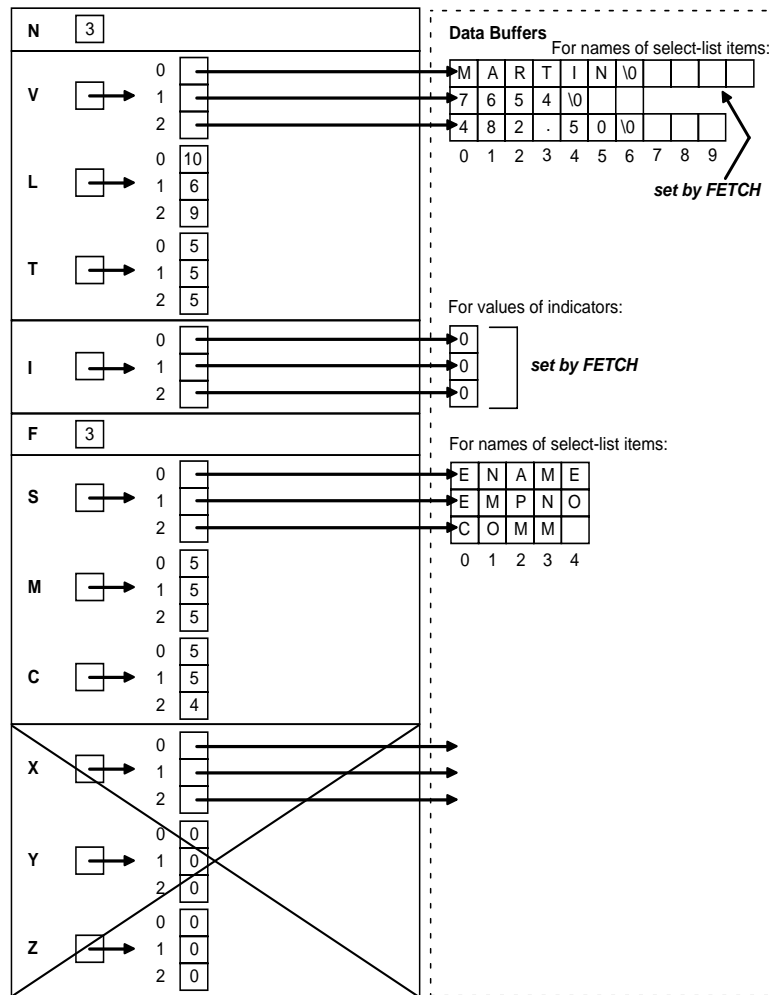 N 3
Data Buffers
For names of select-list items:
V 0 M A R T I N \0
1 7 6 5 4 \0
2 4 8 2 . 5 0 \0
0 1 2 3 4 5 6 7 8 9
set by FETCH
L 0 10
1 6
2 9
T 0 5
1 5
2 5
For values of indicators:
I 0 0
1 0
2 0
set by FETCH
F 3
For names of select-list items:
S 0 E N A M E
1 E M P N O
2 C O M M
0 1 2 3 4
M 0 5
1 5
2 5
C 0 5
1 5
2 4
X 0
1
2
Y 0 0
1 0
2 0
Z 0 0
1 0
2 0